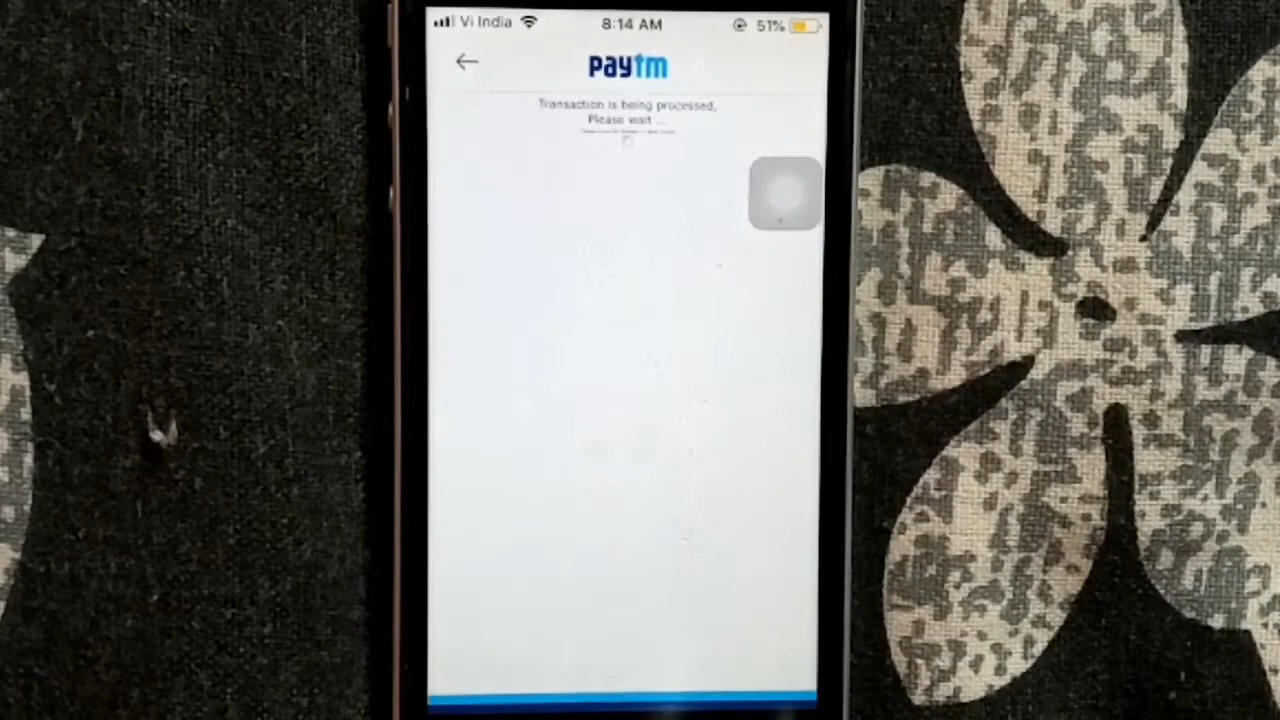 Vi India
8:14 AM
51%
paytm
Transaction is being processed,
Please wait ...